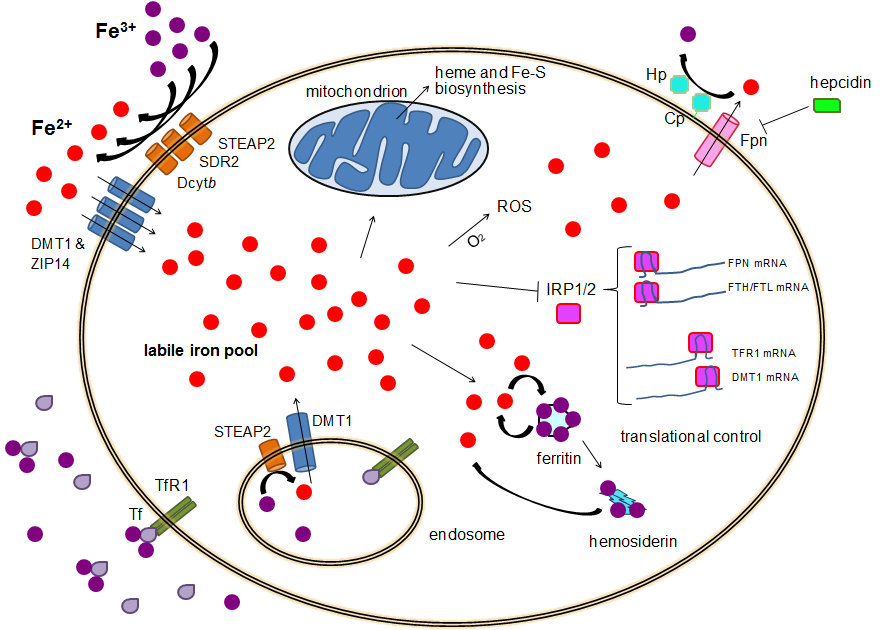 Fe3+
Fe2+
STEAP2
SDR2
Dcytb
DMT1 &
ZIP14
mitochondrion
heme and Fe-S
biosynthesis
Hp
Cp
hepcidin
Fpn
ROS
O2
IRP1/2
FPN mRNA
FTH/FTL mRNA
TFR1 mRNA
DMT1 mRNA
translational control
labile iron pool
STEAP2
DMT1
ferritin
hemosiderin
endosome
TfR1
Tf